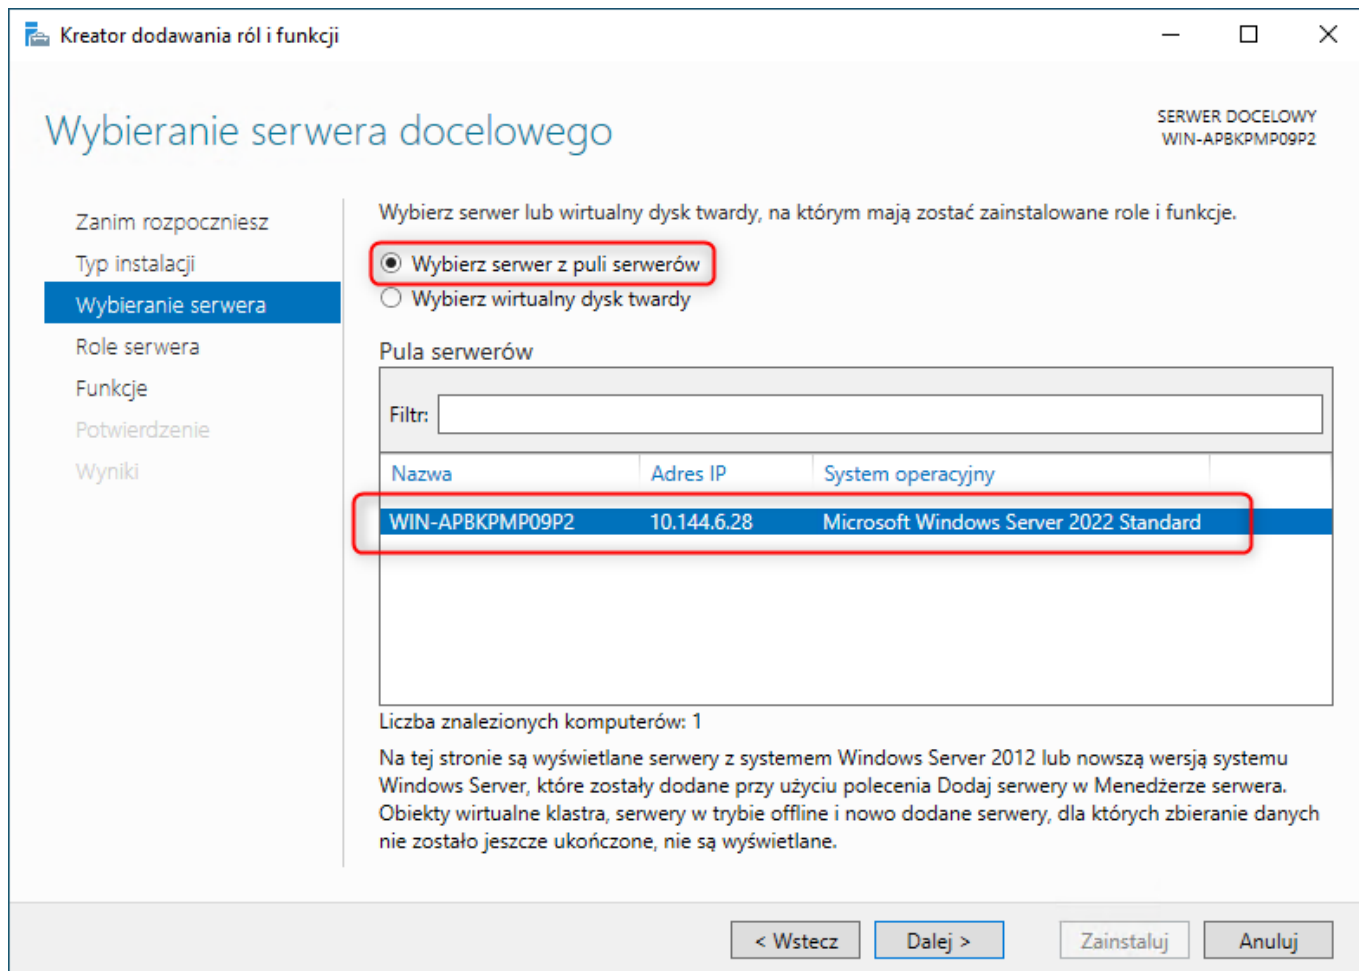 Kreator dodawania ról i funkcji
Wybieranie serwera docelowego
SERWER DOCELOWY
WIN-APBKPMP09P2
Zanim rozpoczniesz
Typ instalacji
Wybieranie serwera
Role serwera
Funkcje
Potwierdzenie
Wyniki
Wybierz serwer lub wirtualny dysk twardy, na którym mają zostać zainstalowane role i funkcje.
Wybierz serwer z puli serwerów
Wybierz wirtualny dysk twardy
Pula serwerów
Filtr:
Nazwa Adres IP System operacyjny
WIN-APBKPMP09P2 10.144.6.28 Microsoft Windows Server 2022 Standard
Liczba znalezionych komputerów: 1
Na tej stronie są wyświetlane serwery z systemem Windows Server 2012 lub nowszą wersją systemu
Windows Server, które zostały dodane przy użyciu polecenia Dodaj serwery w Menedżerze serwera.
Obiekty wirtualne klastra, serwery w trybie offline i nowo dodane serwery, dla których zbieranie danych
nie zostało jeszcze ukończone, nie są wyświetlane.
< Wstecz Dalej > Zainstaluj Anuluj